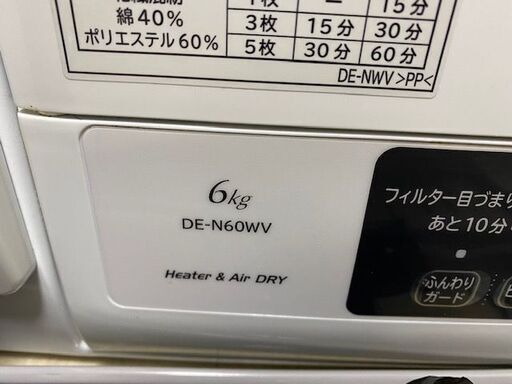 1枚 ー 15分
綿40% 3枚 15分 30分
ポリエステル60% 5枚 30分 60分
DE-NWV >PP<
6kg
DE-N60WV
Heater & Air DRY
フィルター目づまり
あと10分
ふんわり
ガード